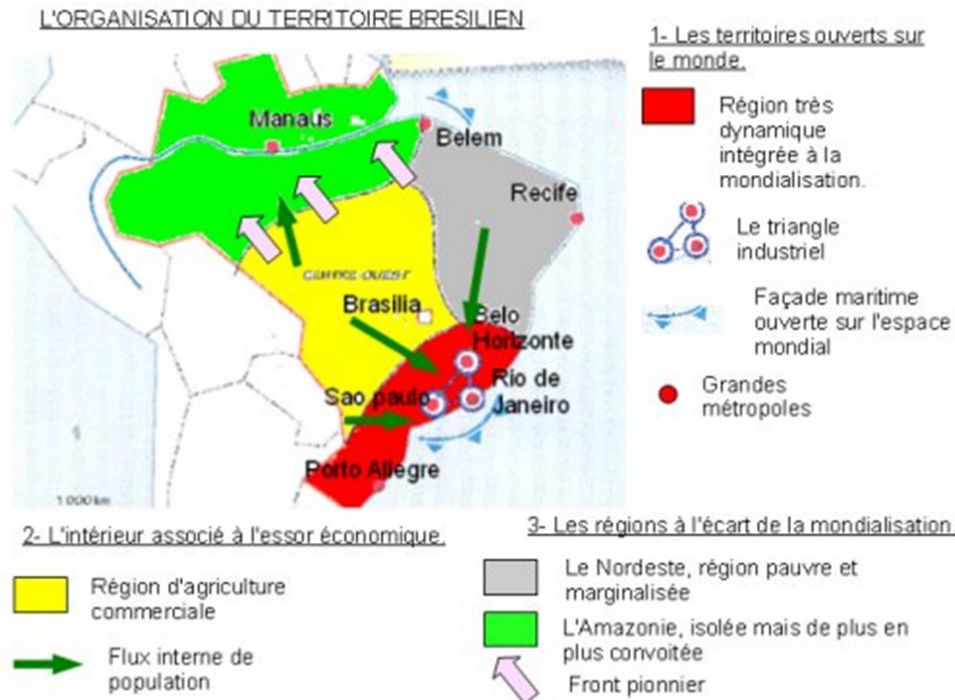 L'ORGANISATION DU TERRITOIRE BRESILIEN
Manaus
Belem
Recife
CENTRE-OUEST
Brasilia
Belo
Horizonte
Sao paulo
Rio de
Janeiro
Porto Allegre
1 000 km
1- Les territoires ouverts sur
le monde.
Région très
dynamique
intégrée à la
mondialisation.
Le triangle
industriel
Façade maritime
ouverte sur l'espace
mondial
Grandes
métropoles
2- L'intérieur associé à l'essor économique.
Région d'agriculture
commerciale
Flux interne de
population
3- Les régions à l'écart de la mondialisation.
Le Nordeste, région pauvre et
marginalisée
L'Amazonie, isolée mais de plus en
plus convoitée
Front pionnier